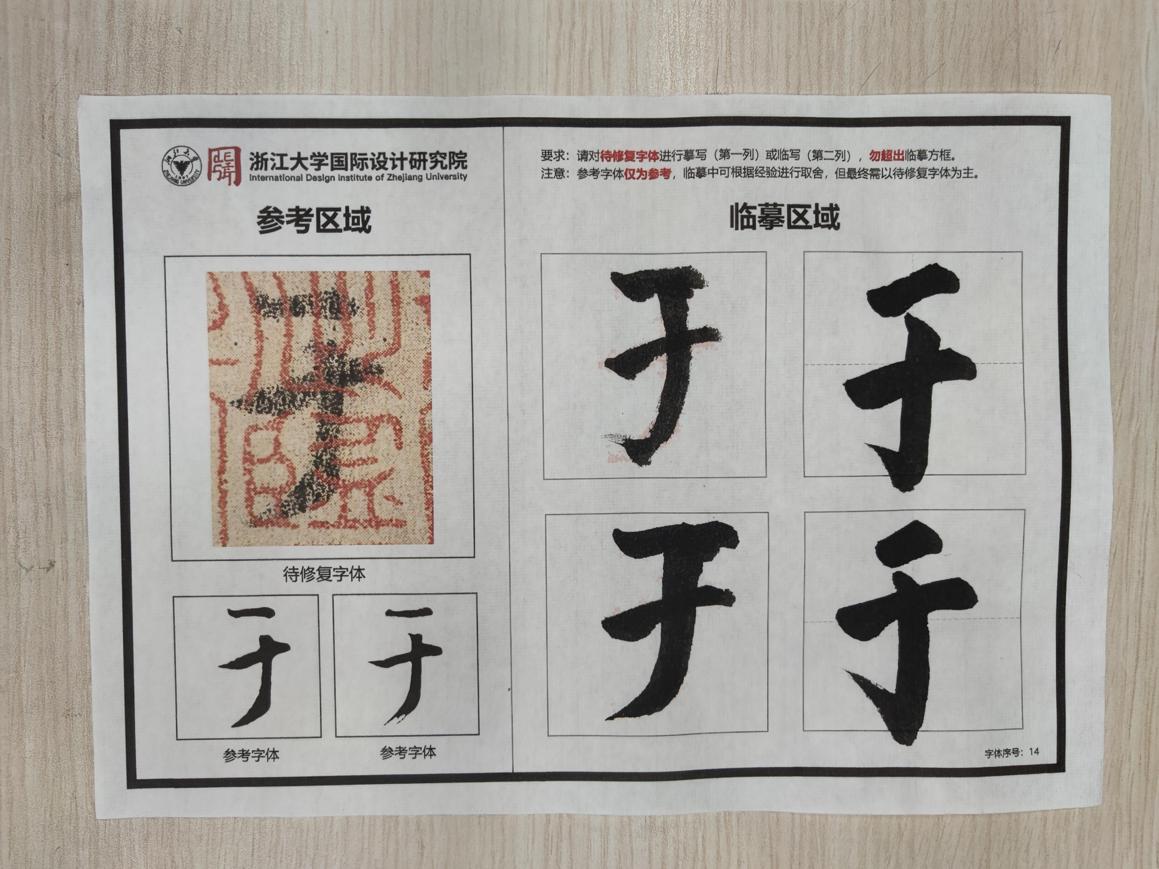 浙江大学国际设计研究院
International Design Institute of Zhejiang University
参考区域
待修复字体
于
于
参考字体
参考字体
要求：请对待修复字体进行摹写（第一列）或临写（第二列），勿超出临摹方框。
注意：参考字体仅为参考，临摹中可根据经验进行取舍，但最终需以待修复字体为主。
临摹区域
于
于
于
于
字体序号：14